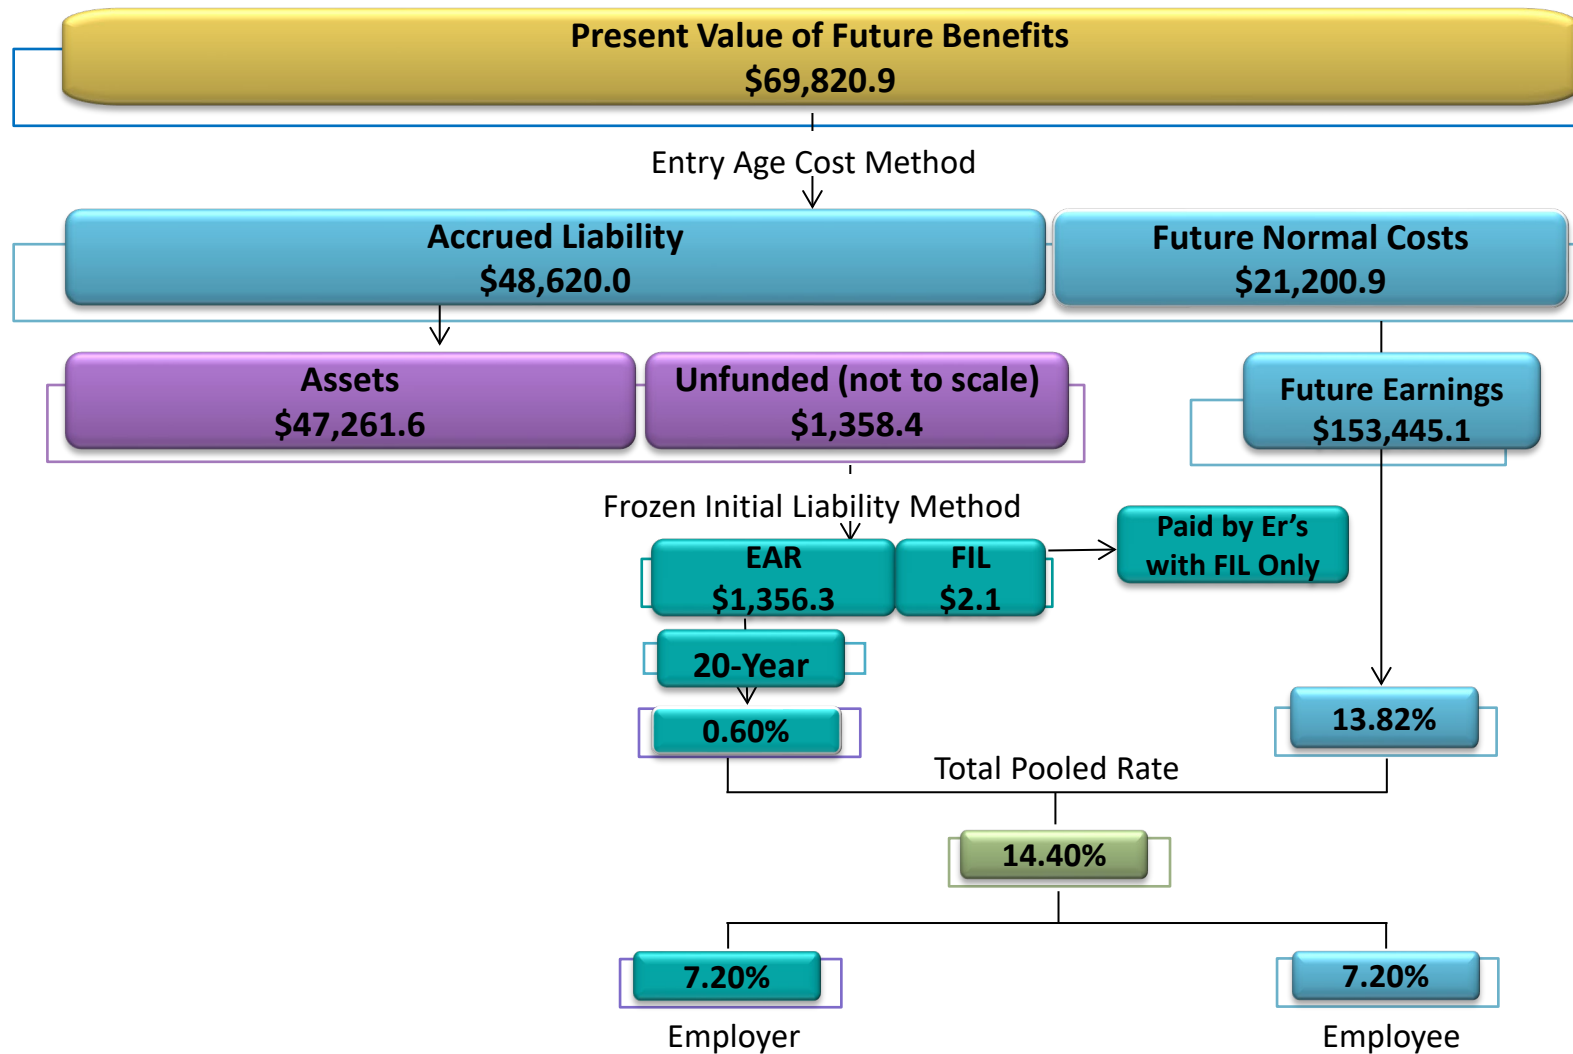 Present Value of Future Benefits
$69,820.9
Entry Age Cost Method
Accrued Liability
$48,620.0
Future Normal Costs
$21,200.9
Assets
$47,261.6
Unfunded (not to scale)
$1,358.4
Future Earnings
$153,445.1
Frozen Initial Liability Method
EAR
$1,356.3
FIL
$2.1
Paid by Er’s
with FIL Only
20-Year
0.60%
13.82%
Total Pooled Rate
14.40%
7.20%
Employer
7.20%
Employee